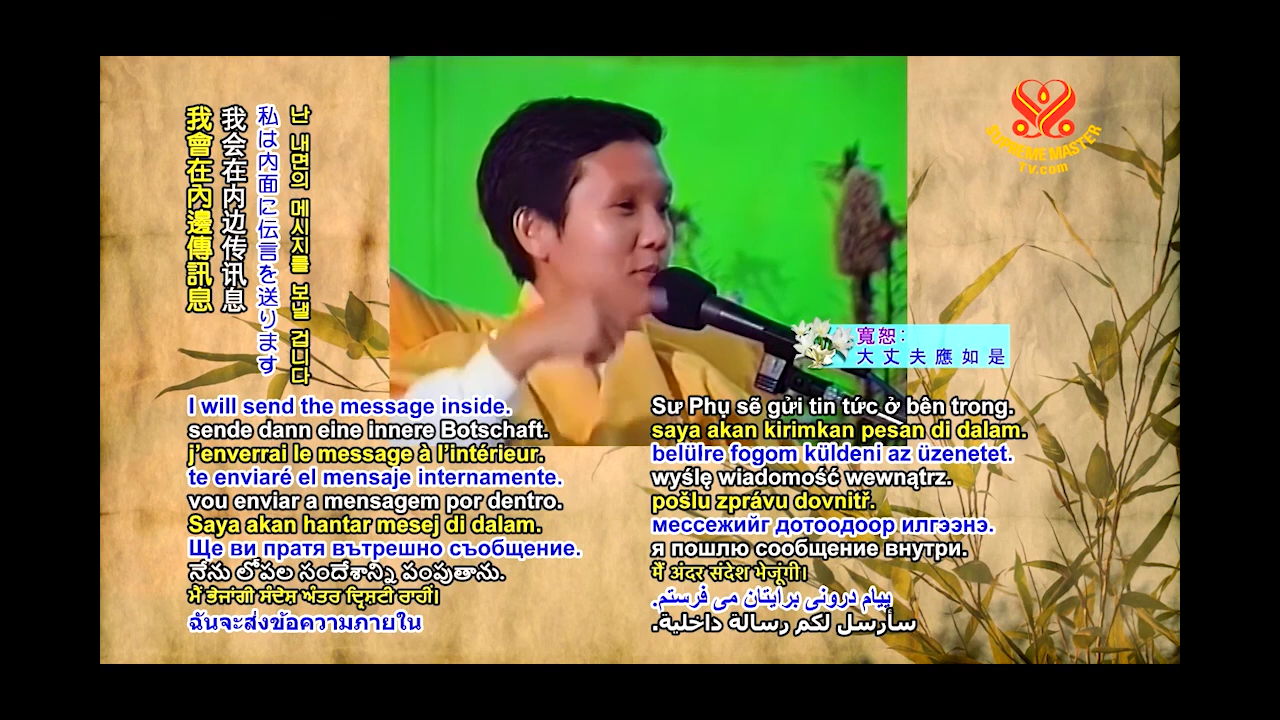 我會在內邊傳訊息
我会在内边传讯息
私は内面に伝言を送ります
난 내면의 메시지를 보낼 겁니다
SUPREME MASTER
TV.com
寬恕：
大丈夫應如是
I will send the message inside.
sende dann eine innere Botschaft.
j'enverrai le message à l'intérieur.
te enviaré el mensaje internamente.
vou enviar a mensagem por dentro.
Saya akan hantar mesej di dalam.
Ще ви пратя вътрешно съобщение.
నేను లోపల సందేశాన్ని పంపుతాను.
ਮੈਂ ਭੇਜਾਂਗੀ ਸੰਦੇਸ਼ ਅੰਤਰ ਦ੍ਰਿਸ਼ਟੀ ਰਾਹੀਂ।
ฉันจะส่งข้อความภายใน
Sư Phụ sẽ gửi tin tức ở bên trong.
saya akan kirimkan pesan di dalam.
belülre fogom küldeni az üzenetet.
wyślę wiadomość wewnątrz.
pošlu zprávu dovnitř.
мессежийг дотоодоор илгээнэ.
я пошлю сообщение внутри.
मैं अंदर संदेश भेजूंगी।
پیام درونی برایتان می فرستم.
سأرسل لكم رسالة داخلية.